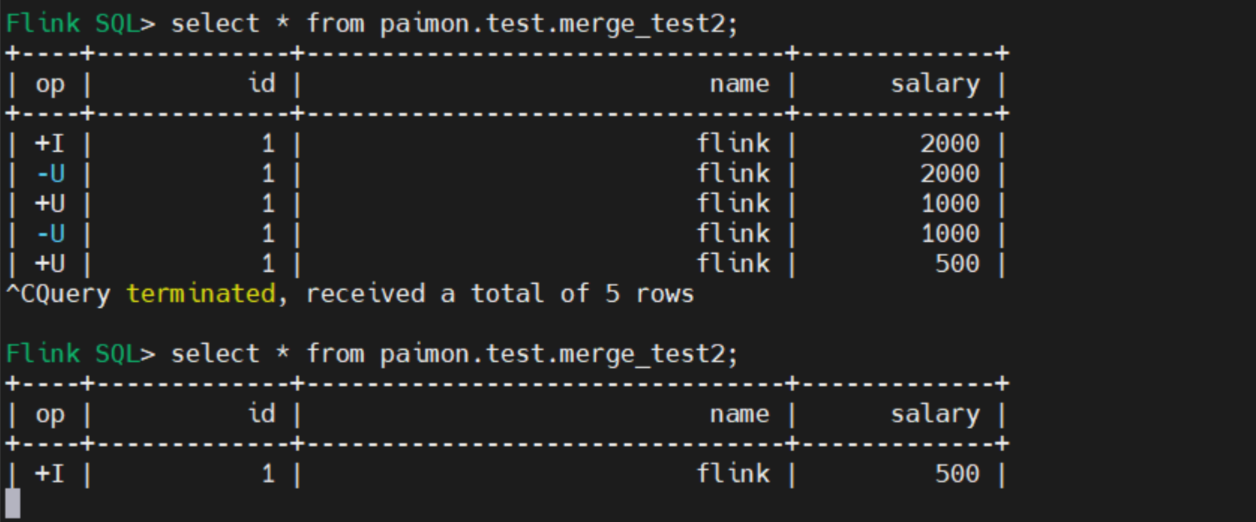 Flink SQL> select * from paimon.test.merge_test2;
+----+-------------+--------------------------------+-------------+
| op |          id |                           name |      salary |
+----+-------------+--------------------------------+-------------+
| +I |           1 |                          flink |        2000 |
| -U |           1 |                          flink |        2000 |
| +U |           1 |                          flink |        1000 |
| -U |           1 |                          flink |        1000 |
| +U |           1 |                          flink |         500 |
^CQuery terminated, received a total of 5 rows
Flink SQL> select * from paimon.test.merge_test2;
+----+-------------+--------------------------------+-------------+
| op |          id |                           name |      salary |
+----+-------------+--------------------------------+-------------+
| +I |           1 |                          flink |         500 |